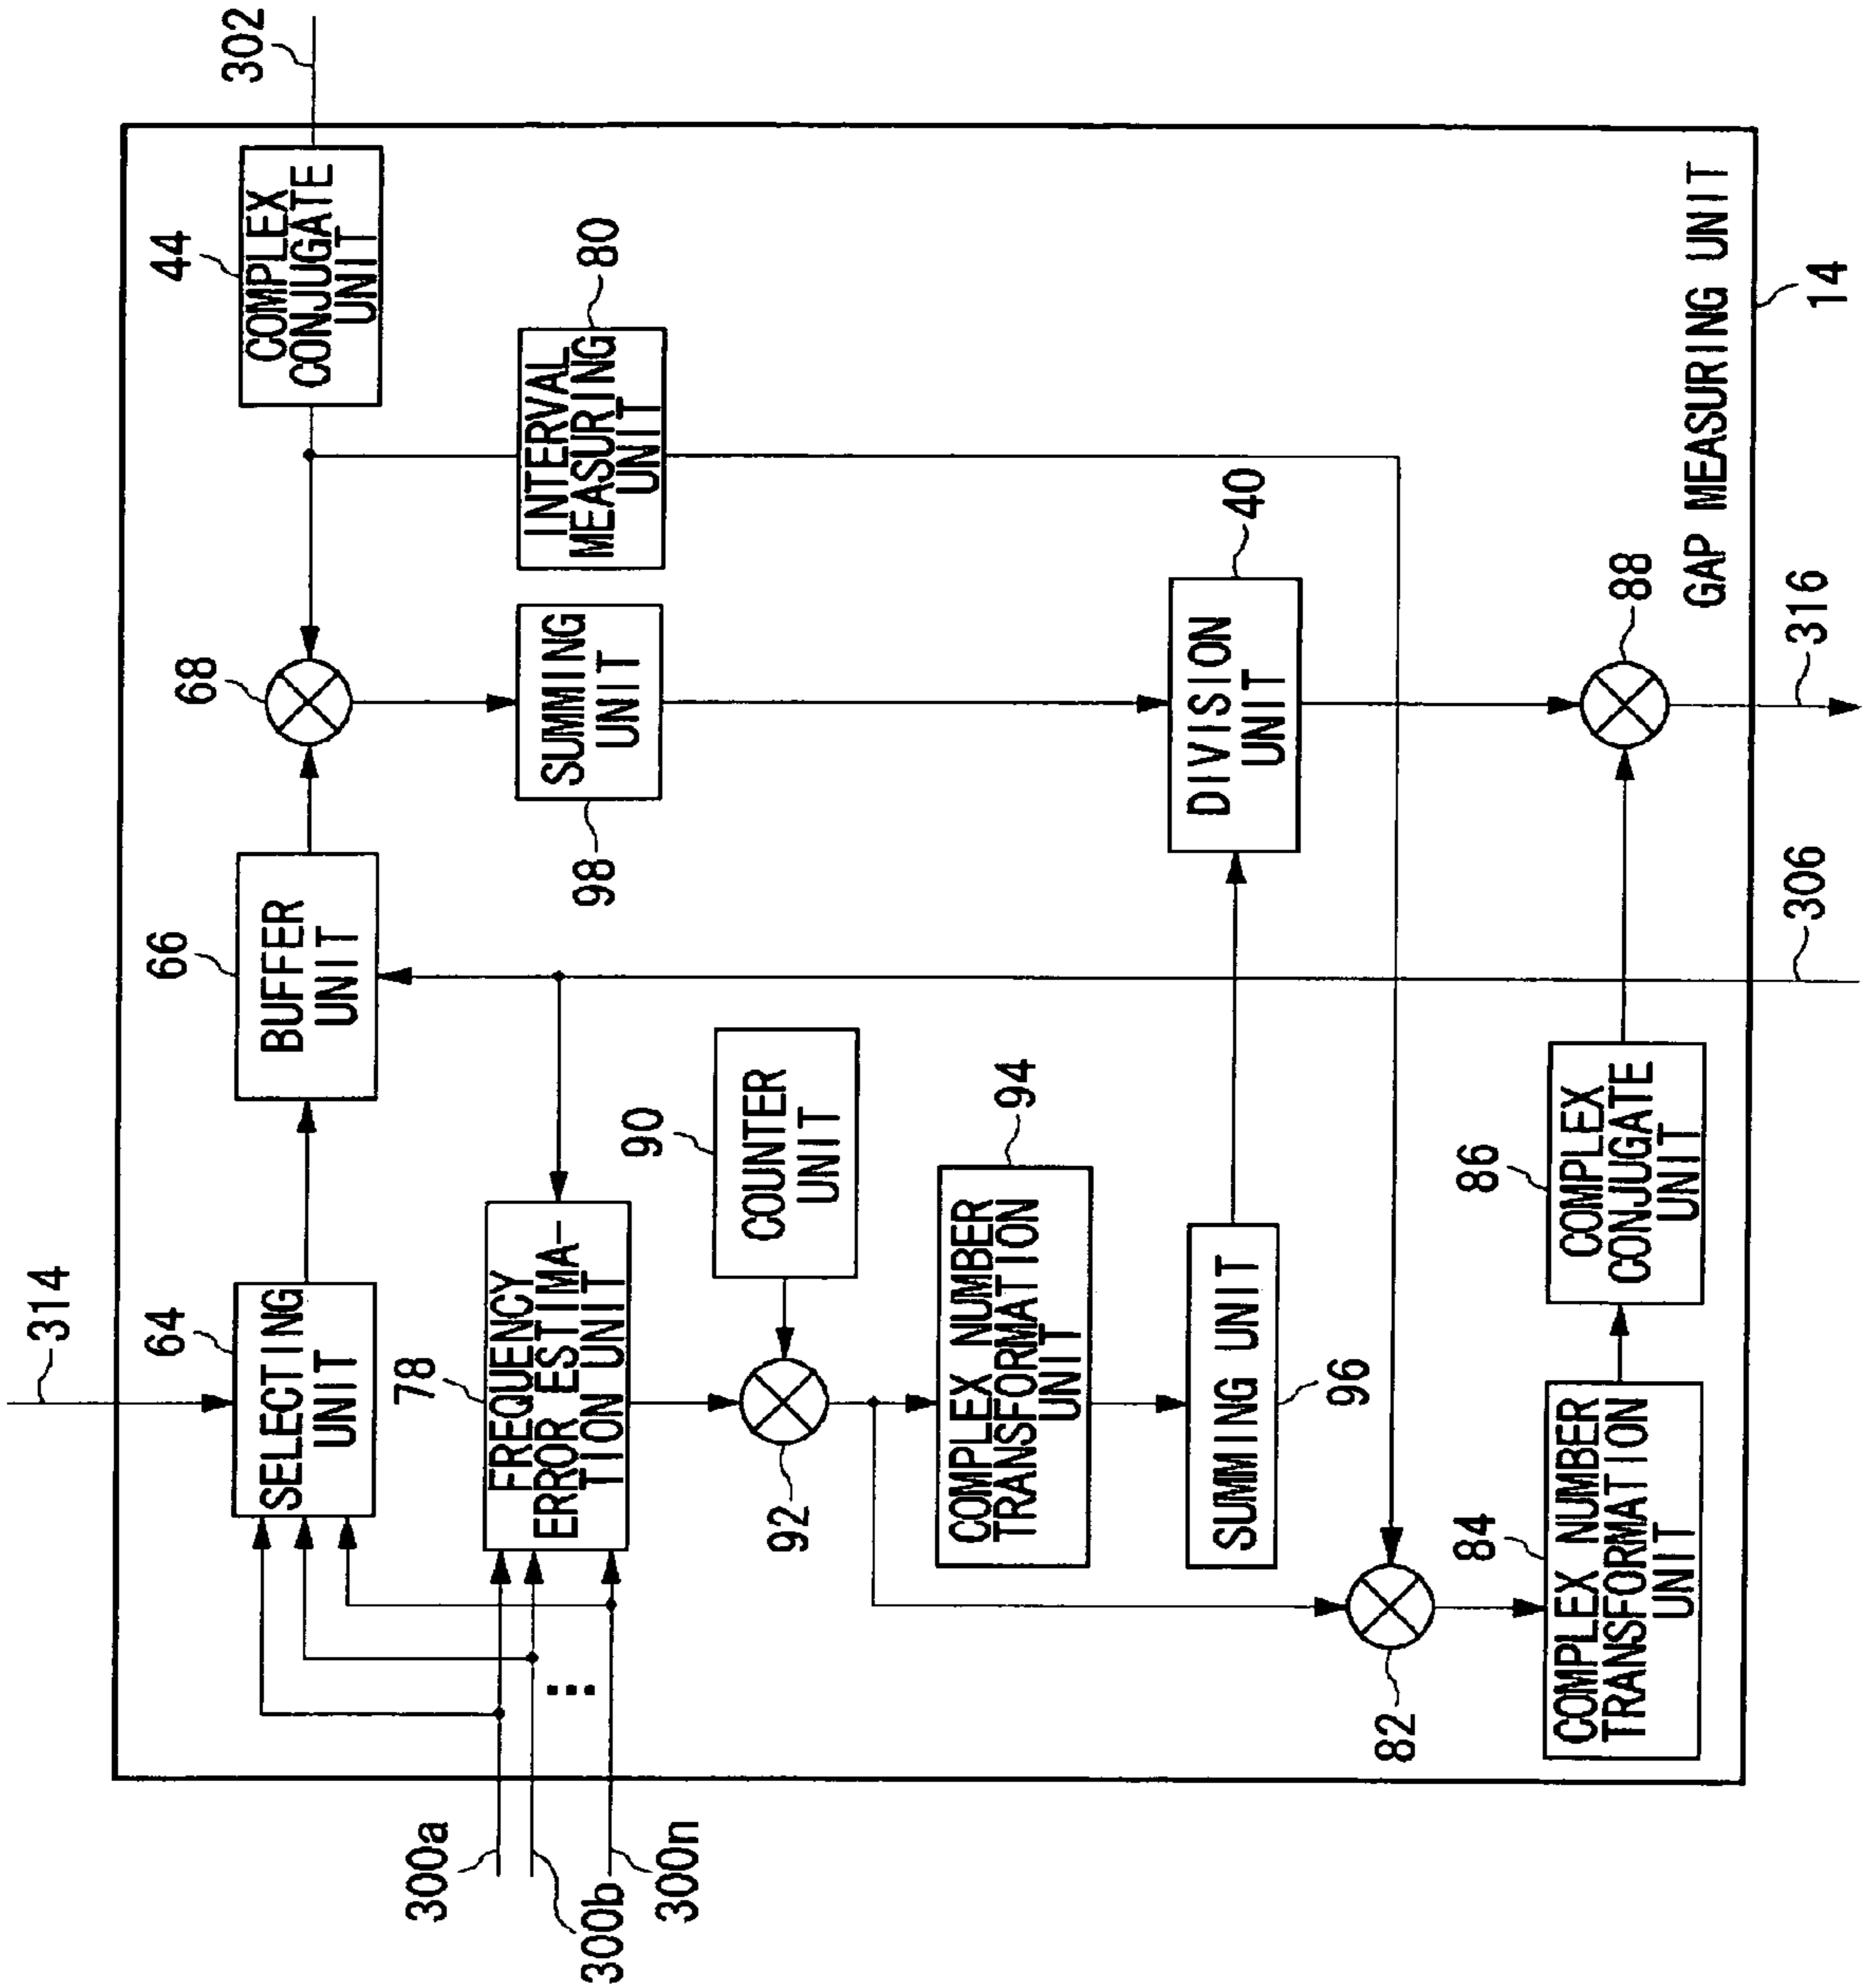 314
64
SELECTING
UNIT
66
BUFFER
UNIT
68
44
COMPLEX
CONJUGATE
UNIT
302
300a
300b
300n
78
FREQUENCY
ERROR ESTIMA-
TION UNIT
98
SUMMING
UNIT
INTERVAL
MEASURING
UNIT
80
90
COUNTER
UNIT
92
COMPLEX NUMBER
TRANSFORMATION
UNIT
94
SUMMING UNIT
96
DIVISION
UNIT
40
82
84
COMPLEX NUMBER
TRANSFORMATION
UNIT
86
COMPLEX
CONJUGATE
UNIT
88
GAP MEASURING UNIT
14
306
316